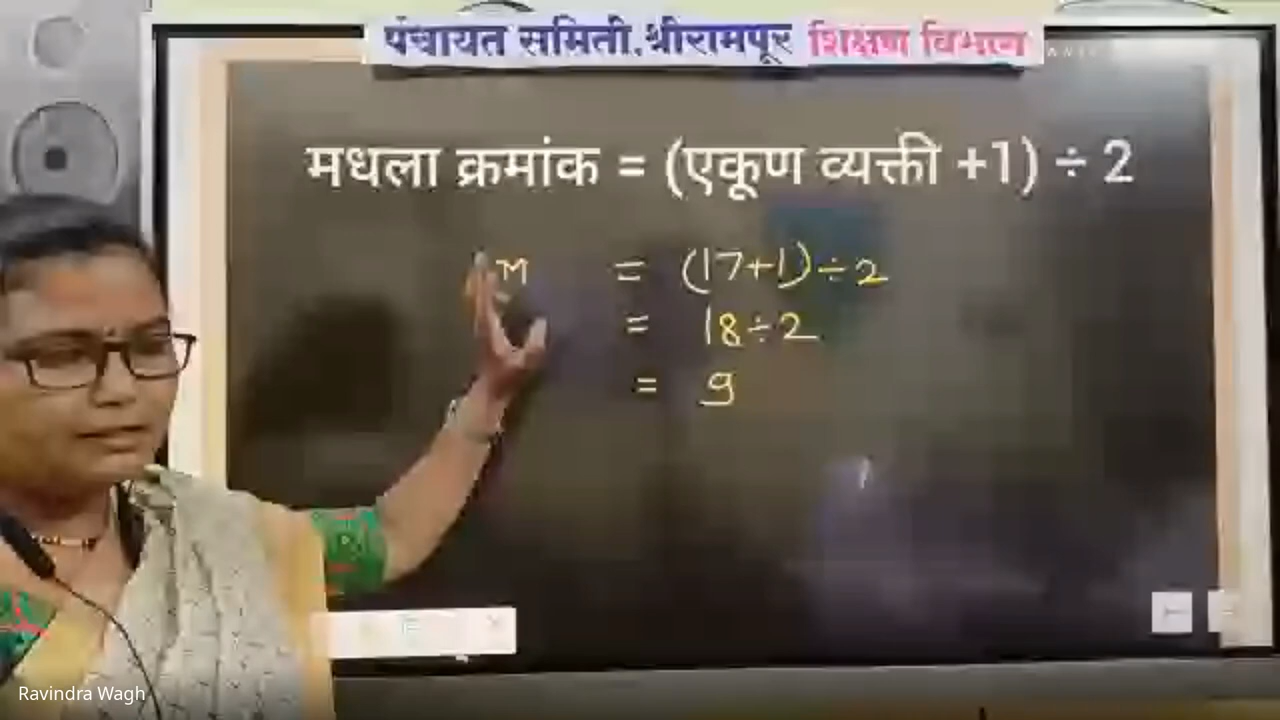 पंचायत समिती.श्रीरामपूर शिक्षण विभाग
मधला क्रमांक = (एकूण व्यक्ती +1) ÷ 2
M = (17+1)÷2
= 18÷2
= 9
Ravindra Wagh